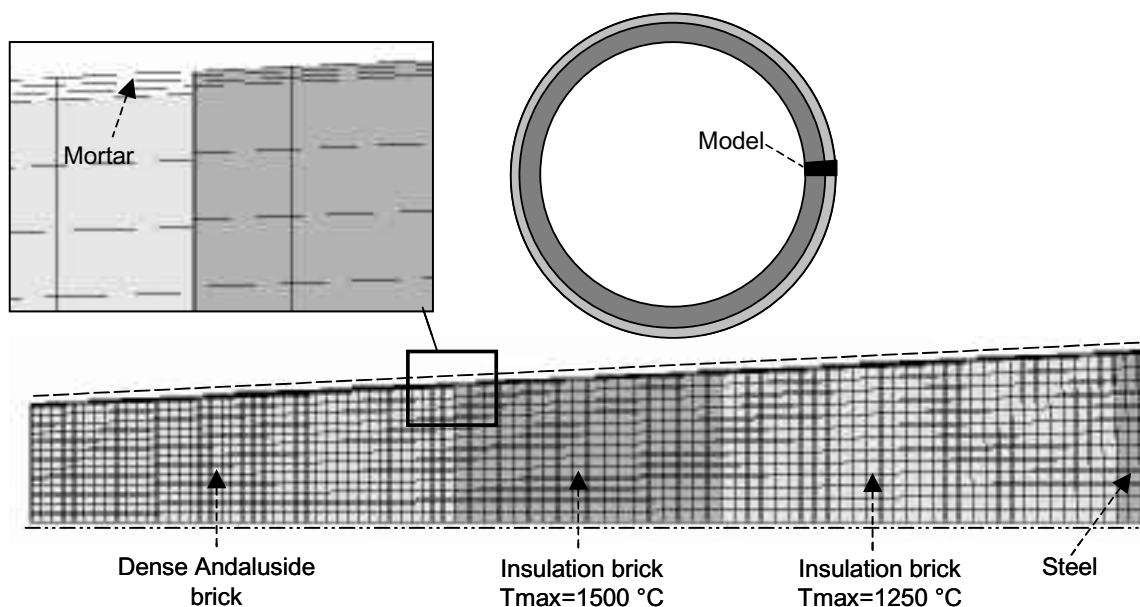 Mortar
Model
Dense Andaluside
brick
Insulation brick
Tmax=1500 °C
Insulation brick
Tmax=1250 °C
Steel